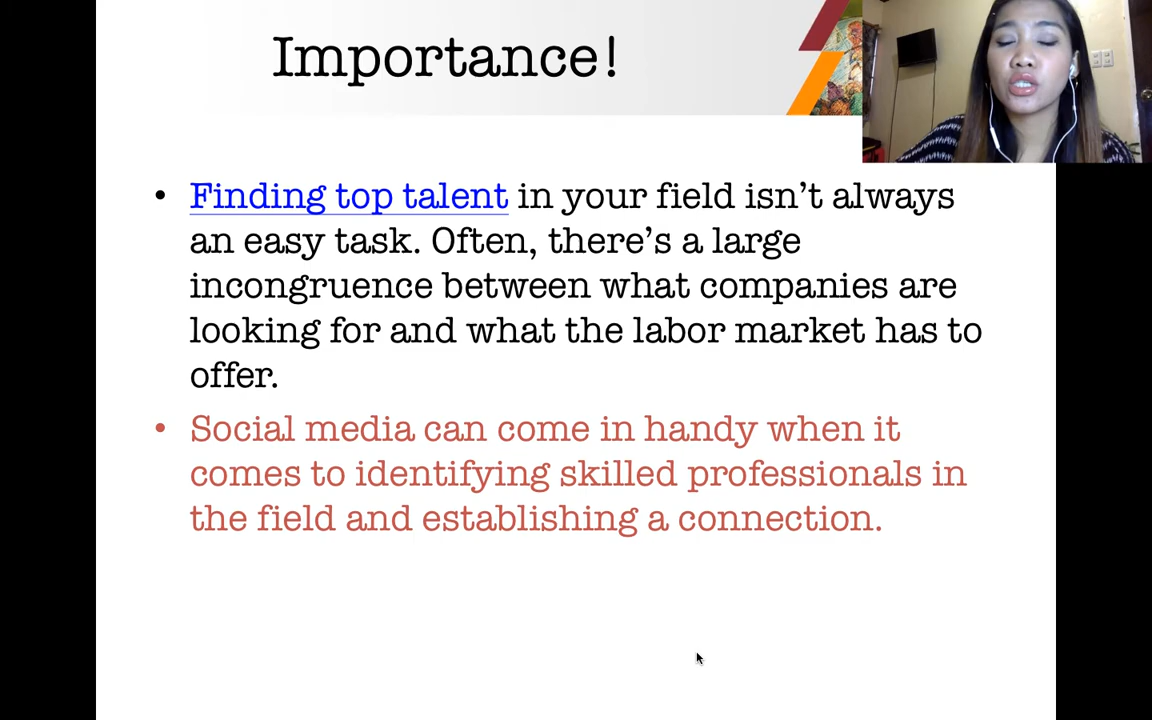 Importance!
• Finding top talent in your field isn’t always
an easy task. Often, there’s a large
incongruence between what companies are
looking for and what the labor market has to
offer.
• Social media can come in handy when it
comes to identifying skilled professionals in
the field and establishing a connection.